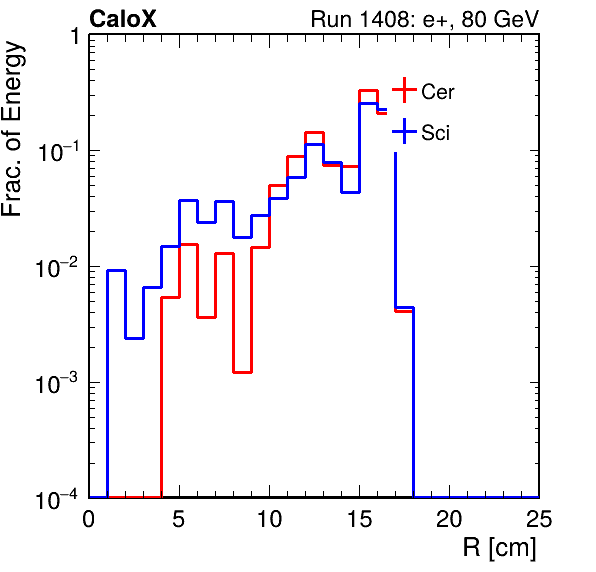 CaloX Run 1408: e+, 80 GeV
Frac. of Energy
1
10⁻¹
10⁻²
10⁻³
10⁻⁴
Cer
Sci
0 5 10 15 20 25
R [cm]